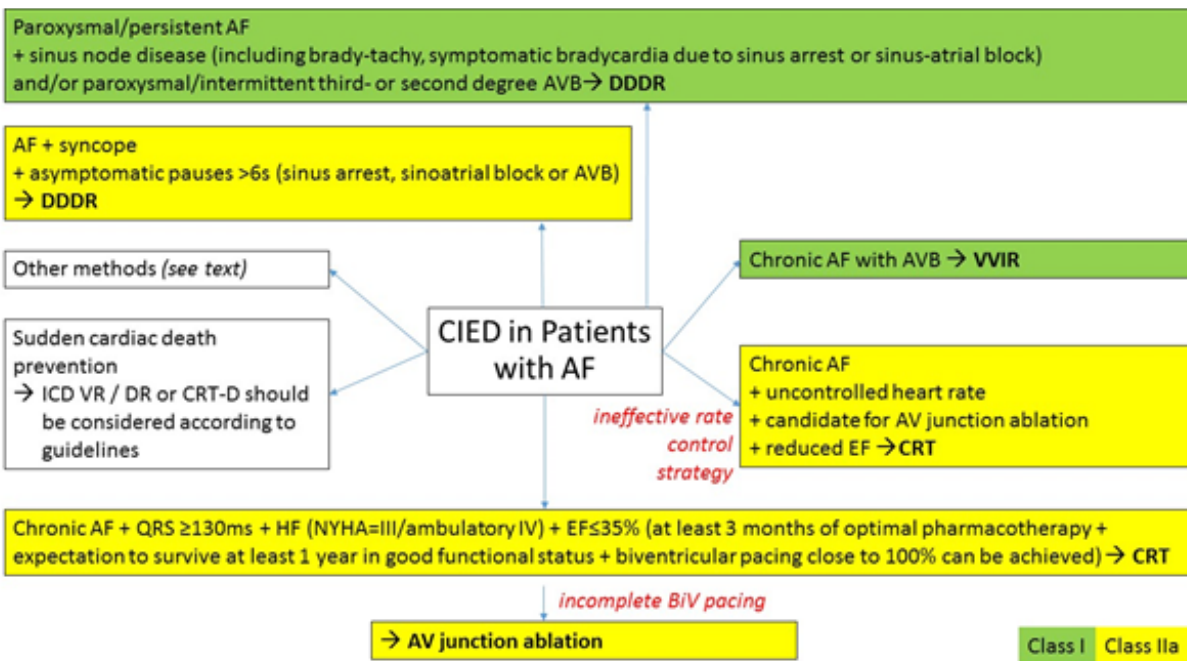 Paroxysmal/persistent AF
+ sinus node disease (including brady-tachy, symptomatic bradycardia due to sinus arrest or sinus-atrial block)
and/or paroxysmal/intermittent third- or second degree AVB→ DDDR
AF + syncope
+ asymptomatic pauses >6s (sinus arrest, sinoatrial block or AVB)
→ DDDR
Other methods (see text)
Sudden cardiac death
prevention
→ ICD VR / DR or CRT-D should
be considered according to
guidelines
CIED in Patients
with AF
Chronic AF with AVB → VVIR
Chronic AF
+ uncontrolled heart rate
+ candidate for AV junction ablation
+ reduced EF →CRT
ineffective rate
control
strategy
Chronic AF + QRS ≥130ms + HF (NYHA=III/ambulatory IV) + EF≤35% (at least 3 months of optimal pharmacotherapy +
expectation to survive at least 1 year in good functional status + biventricular pacing close to 100% can be achieved) → CRT
incomplete BiV pacing
→ AV junction ablation
Class I Class IIa